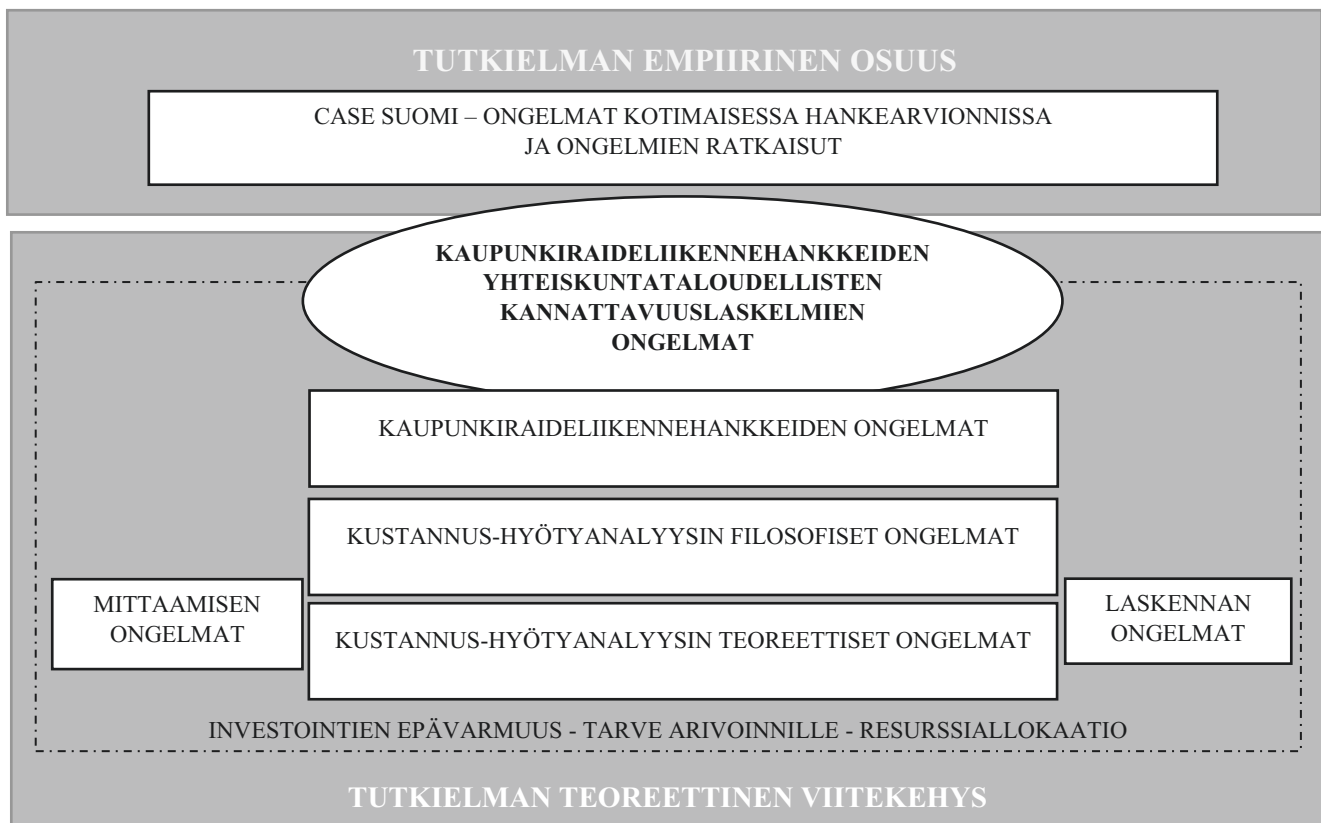 TUTKIELMAN EMPIIRINEN OSUUS
CASE SUOMI – ONGELMAT KOTIMAISESSA HANKEARVIONNISSA
JA ONGELMIEN RATKAISUT
KAUPUNKIRAIDELIIKENNEHANKKEIDEN
YHTEISKUNTATALOUDELLISTEN
KANNATTAVUUSLASKELMIEN
ONGELMAT
KAUPUNKIRAIDELIIKENNEHANKKEIDEN ONGELMAT
KUSTANNUS-HYÖTYANALYYSIN FILOSOFISET ONGELMAT
MITTAAMISEN
ONGELMAT
KUSTANNUS-HYÖTYANALYYSIN TEOREETTISET ONGELMAT
LASKENNAN
ONGELMAT
INVESTOINTIEN EPÄVARMUUS - TARVE ARIVOINNILLE - RESURSSIALLOKAATIO
TUTKIELMAN TEOREETTINEN VIITEKEHYS